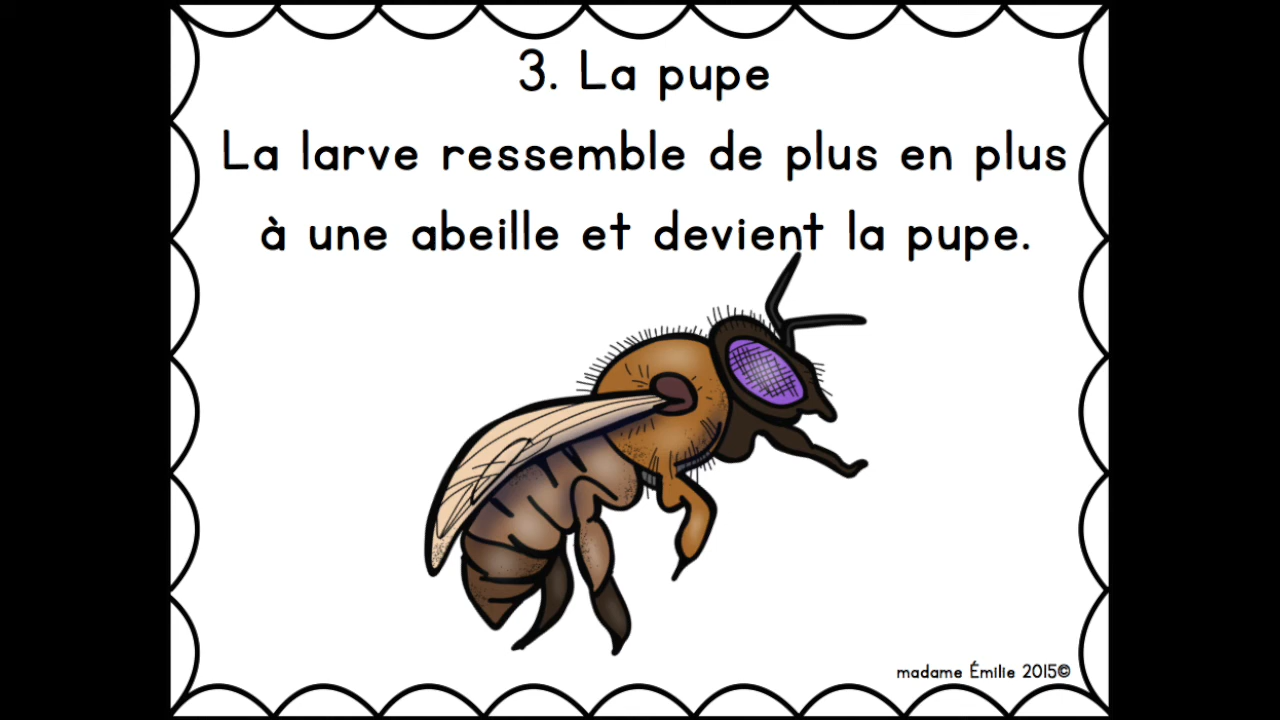 3. La pupe
La larve ressemble de plus en plus
à une abeille et devient la pupe.
madame Émilie 2015©